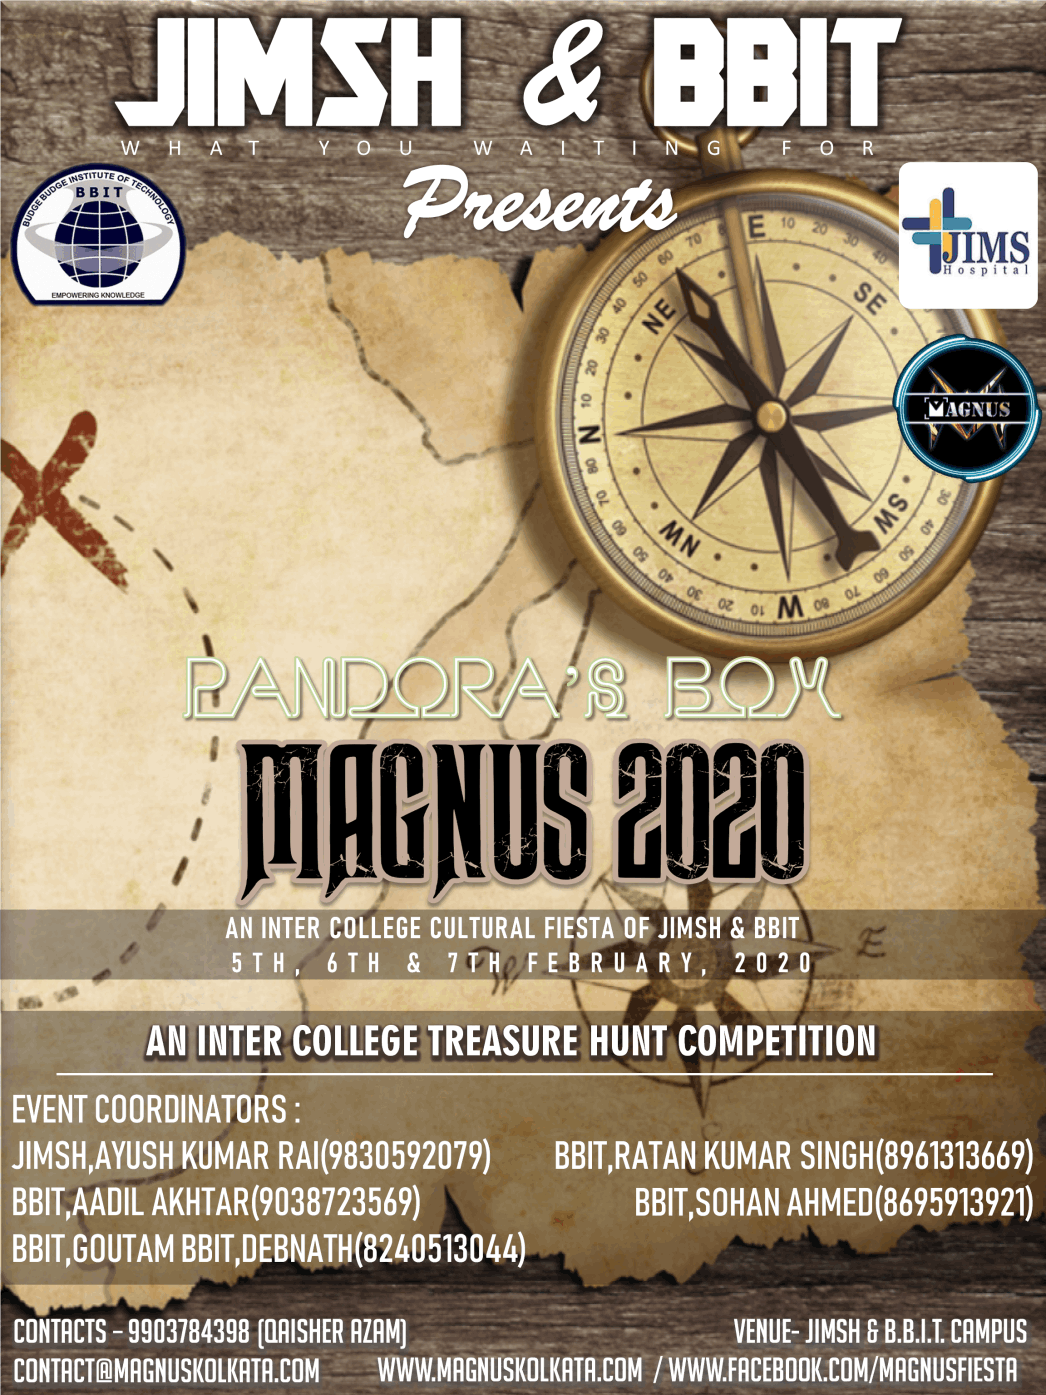 JIMSH & BBIT
WHAT YOU WAITING FOR
Presents
BUDGE BUDGE INSTITUTE OF TECHNOLOGY
BBIT
EMPOWERING KNOWLEDGE
JIMS
Hospital
MAGNUS
E
SE
NE
N
SW
NW
W
PANDORA'S BOX
MAGNUS 2020
AN INTER COLLEGE CULTURAL FIESTA OF JIMSH & BBIT
5TH, 6TH & 7TH FEBRUARY, 2020
W
E
AN INTER COLLEGE TREASURE HUNT COMPETITION
EVENT COORDINATORS :
JIMSH,AYUSH KUMAR RAI(9830592079)
BBIT,RATAN KUMAR SINGH(8961313669)
BBIT,AADIL AKHTAR(9038723569)
BBIT,SOHAN AHMED(8695913921)
BBIT,GOUTAM BBIT,DEBNATH(8240513044)
CONTACTS - 9903784398 (QAISHER AZAM)
VENUE- JIMSH & B.B.I.T. CAMPUS
CONTACT@MAGNUSKOLKATA.COM
WWW.MAGNUSKOLKATA.COM / WWW.FACEBOOK.COM/MAGNUSFIESTA